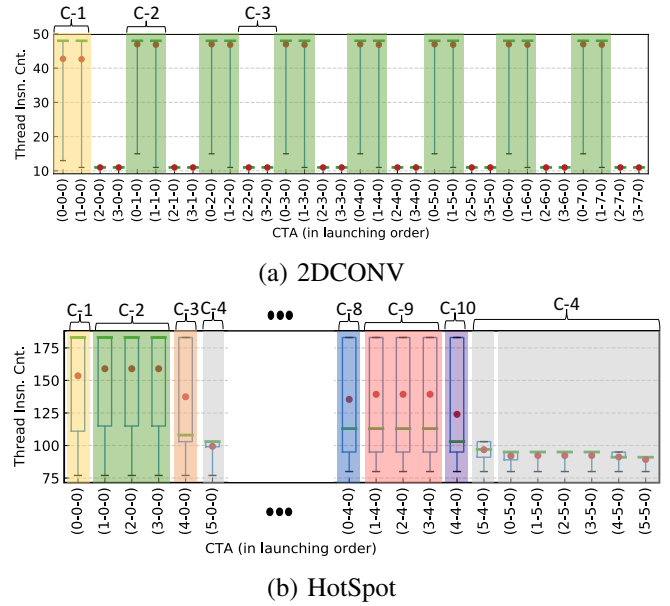 C-1 C-2 C-3
50
40
30
20
10
Thread Insn. Cnt.
(0-0-0) (1-0-0) (2-0-0) (3-0-0) (0-1-0) (1-1-0) (2-1-0) (3-1-0) (0-2-0) (1-2-0) (2-2-0) (3-2-0) (0-3-0) (1-3-0) (2-3-0) (3-3-0) (0-4-0) (1-4-0) (2-4-0) (3-4-0) (0-5-0) (1-5-0) (2-5-0) (3-5-0) (0-6-0) (1-6-0) (2-6-0) (3-6-0) (0-7-0) (1-7-0) (2-7-0) (3-7-0)
CTA (in launching order)
(a) 2DCONV
C-1 C-2 C-3 C-4 ••• C-8 C-9 C-10 C-4
175
150
125
100
75
Thread Insn. Cnt.
(0-0-0) (1-0-0) (2-0-0) (3-0-0) (4-0-0) (5-0-0) ••• (0-4-0) (1-4-0) (2-4-0) (3-4-0) (4-4-0) (5-4-0) (0-5-0) (1-5-0) (2-5-0) (3-5-0) (4-5-0) (5-5-0)
CTA (in launching order)
(b) HotSpot